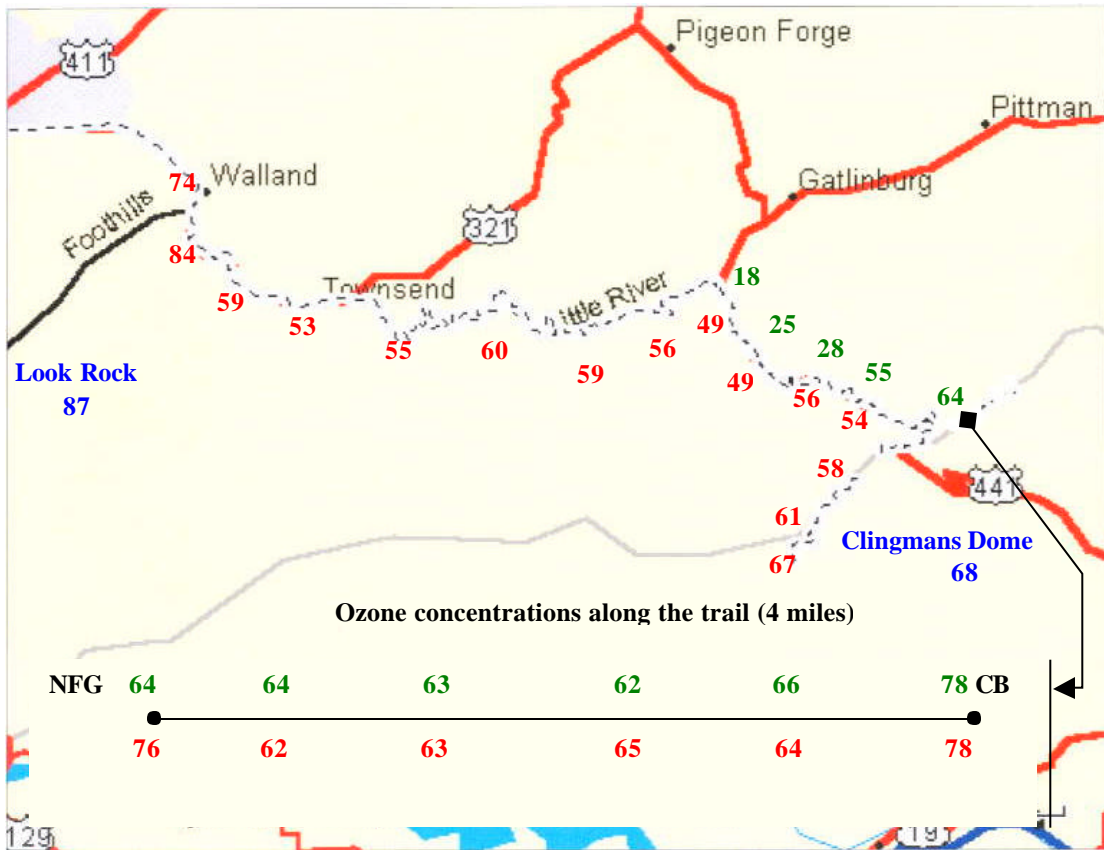 Pigeon Forge
411
Pittman
Walland
74
Gatlinburg
Foothills
321
84
18
Townsend
59
ittle River
53
49
25
55
60
56
28
Look Rock
59
49
55
87
56
64
54
58
441
61
Clingmans Dome
67
68
Ozone concentrations along the trail (4 miles)
NFG 64 64 63 62 66 78 CB
76 62 63 65 64 78
129
191